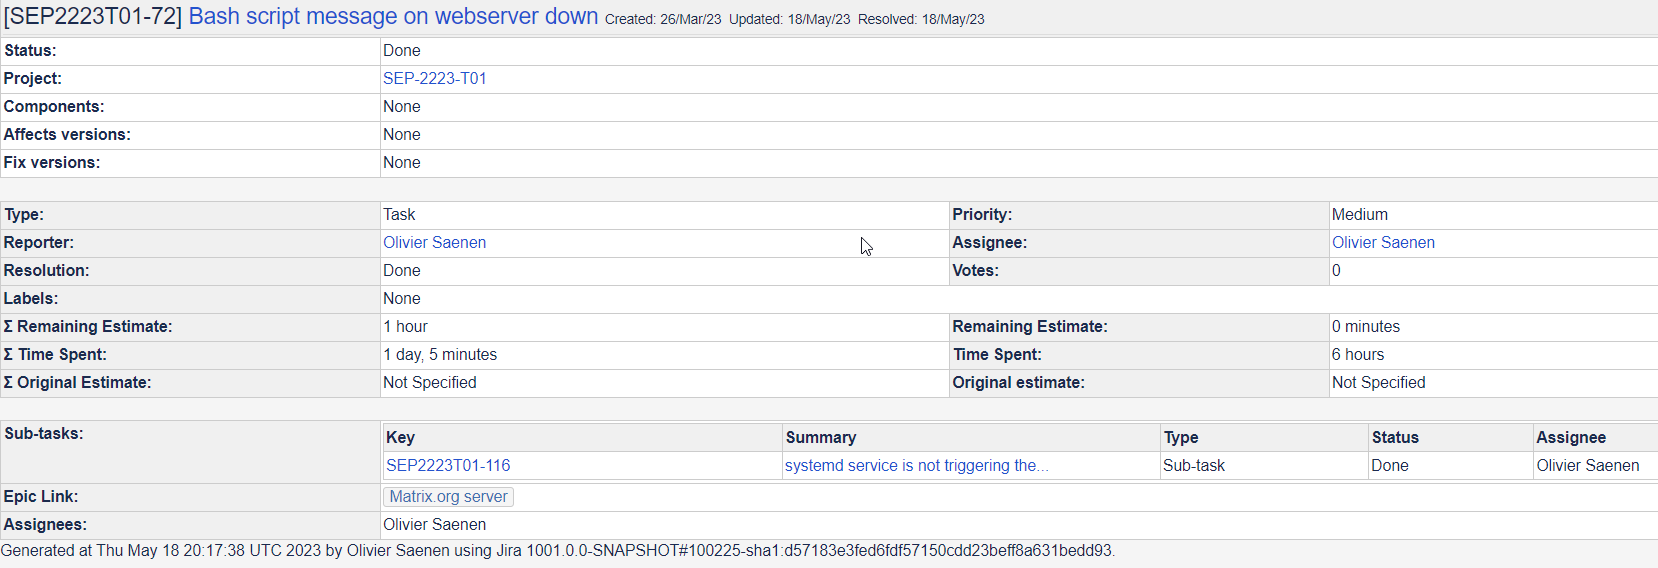 [SEP2223T01-72] Bash script message on webserver down Created: 26/Mar/23 Updated: 18/May/23 Resolved: 18/May/23
Status: Done
Project: SEP-2223-T01
Components: None
Affects versions: None
Fix versions: None
Type: Task Priority: Medium
Reporter: Olivier Saenen Assignee: Olivier Saenen
Resolution: Done Votes: 0
Labels: None
Σ Remaining Estimate: 1 hour Remaining Estimate: 0 minutes
Σ Time Spent: 1 day, 5 minutes Time Spent: 6 hours
Σ Original Estimate: Not Specified Original estimate: Not Specified
Sub-tasks: Key Summary Type Status Assignee
SEP2223T01-116 systemd service is not triggering the... Sub-task Done Olivier Saenen
Epic Link: Matrix.org server
Assignees: Olivier Saenen
Generated at Thu May 18 20:17:38 UTC 2023 by Olivier Saenen using Jira 1001.0.0-SNAPSHOT#100225-sha1:d57183e3fed6fdf57150cdd23beff8a631bedd93.